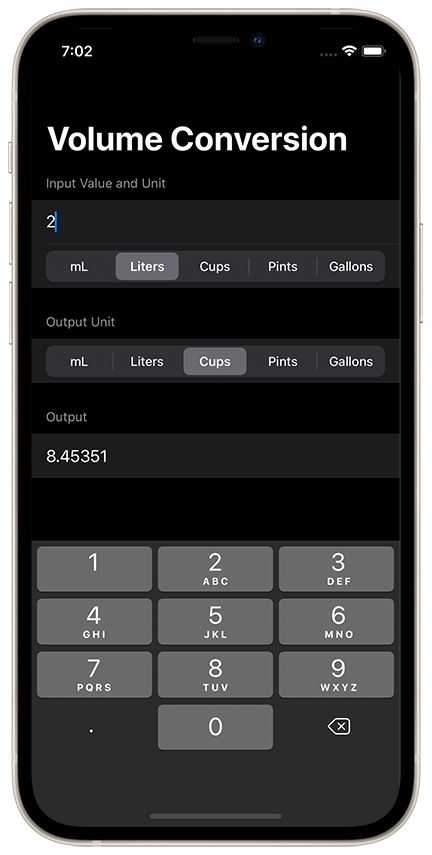 7:02
Volume Conversion
Input Value and Unit
2
mL Liters Cups Pints Gallons
Output Unit
mL Liters Cups Pints Gallons
Output
8.45351
1 2 3
ABC DEF
4 5 6
GHI JKL MNO
7 8 9
PQRS TUV WXYZ
. 0